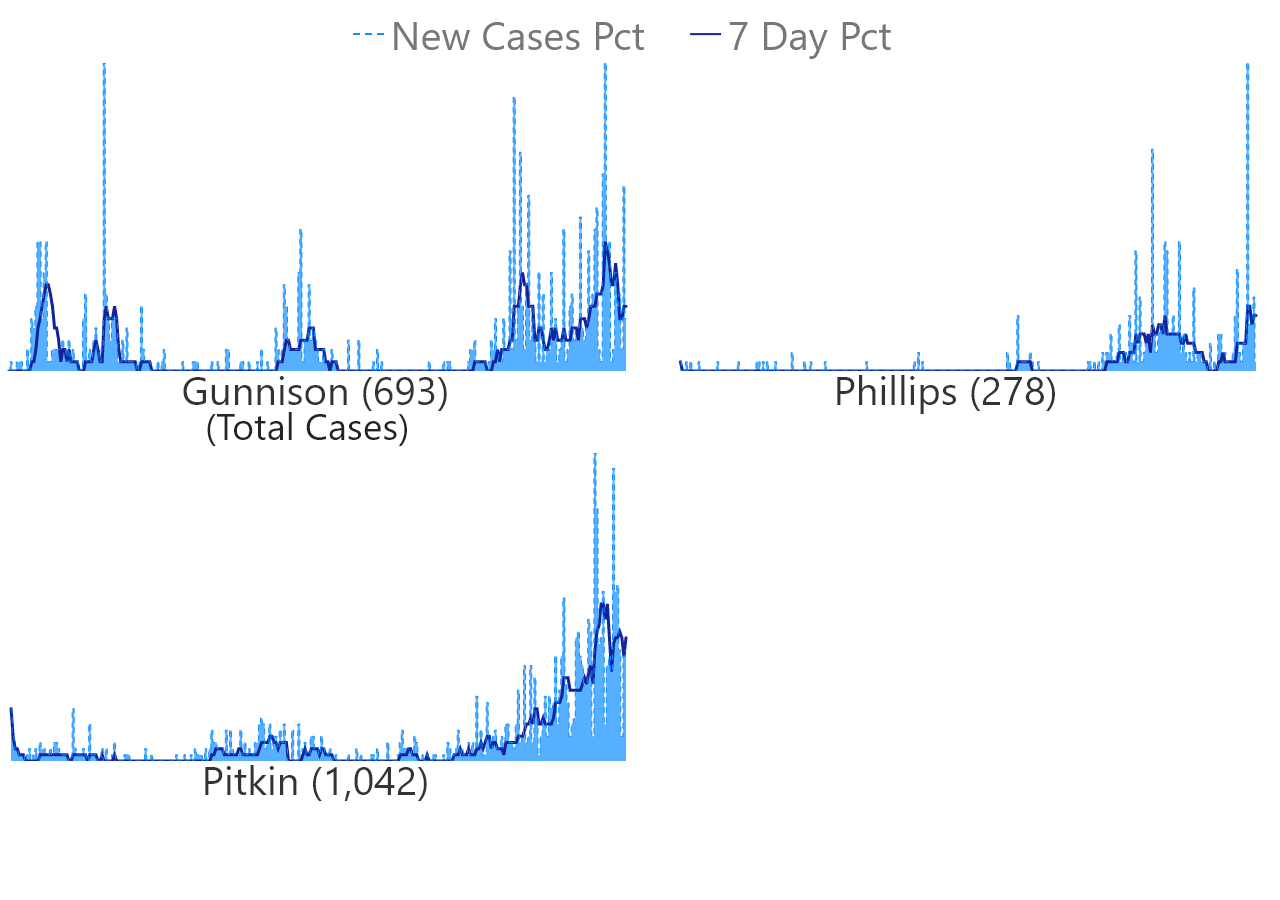 New Cases Pct 7 Day Pct
Gunnison (693)
(Total Cases)
Phillips (278)
Pitkin (1,042)